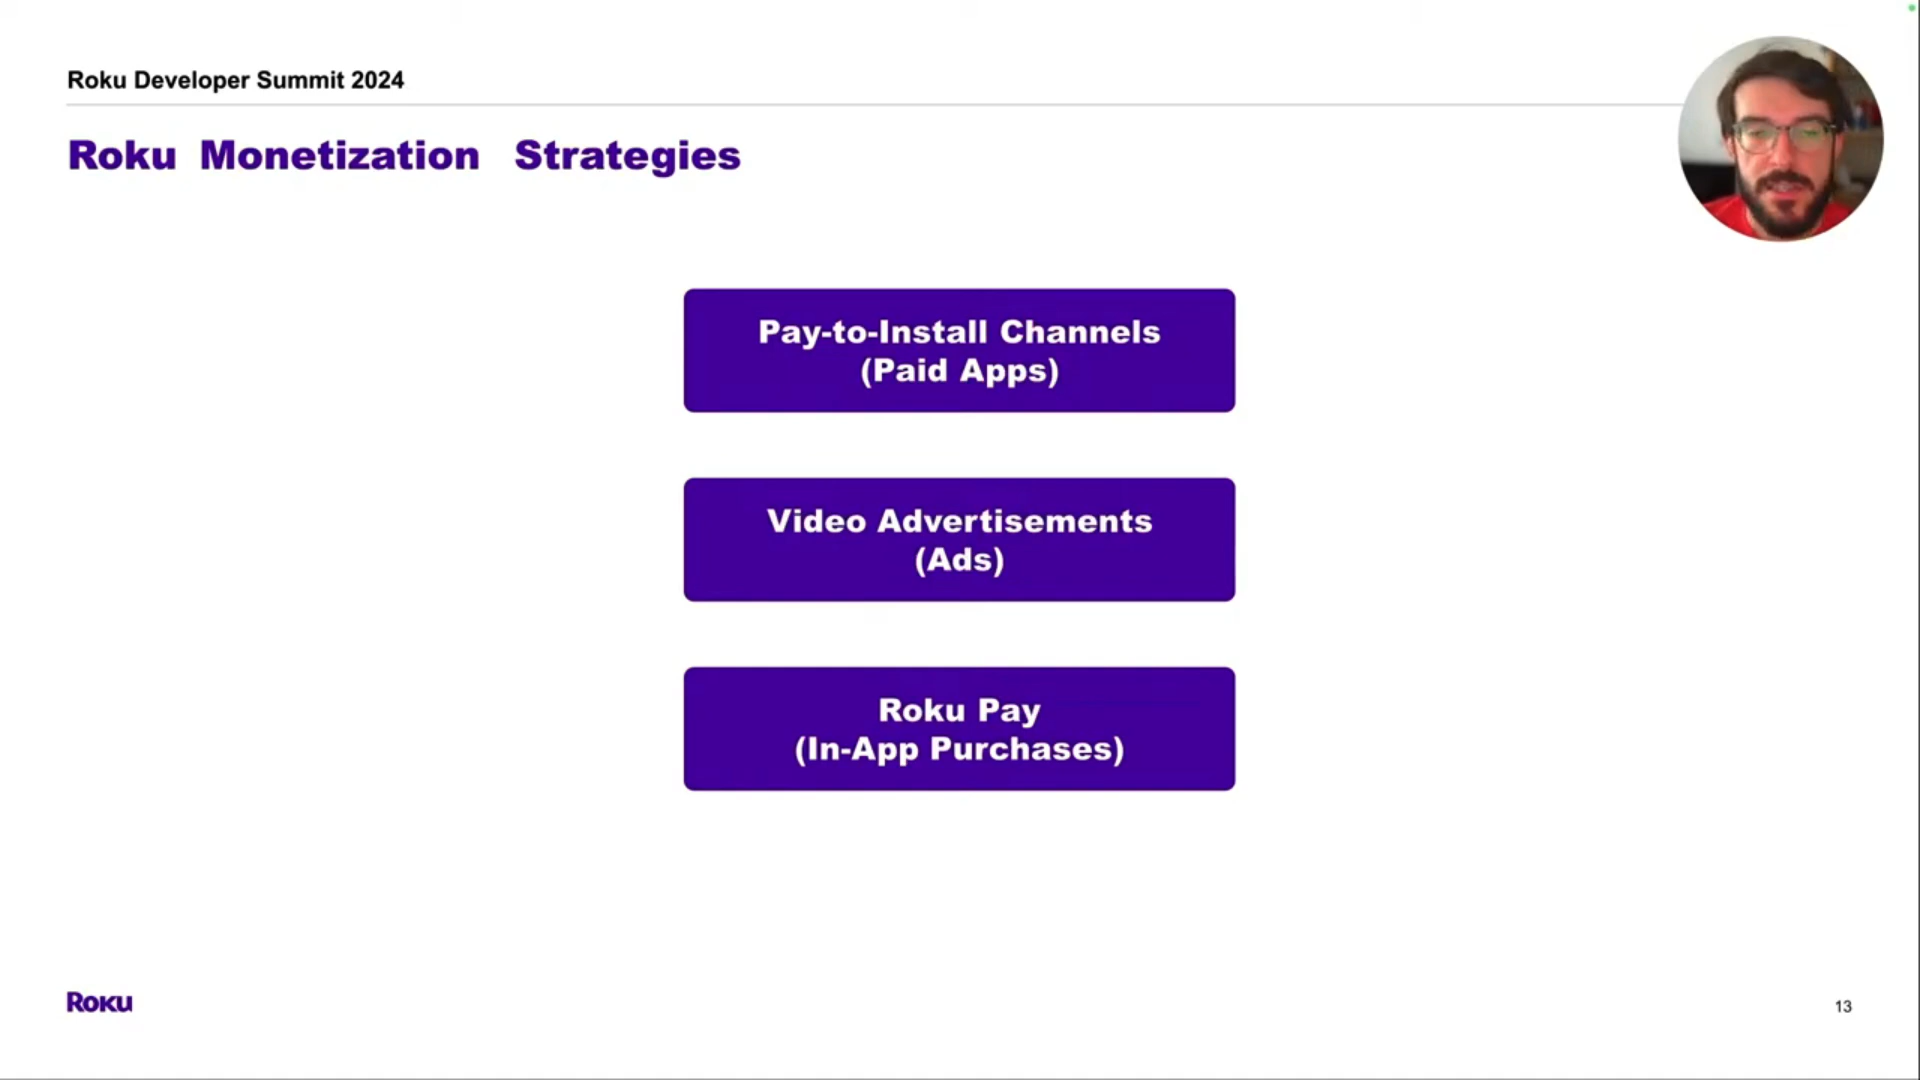 Roku Developer Summit 2024
Roku Monetization Strategies
Pay-to-Install Channels
(Paid Apps)
Video Advertisements
(Ads)
Roku Pay
(In-App Purchases)
Roku
13